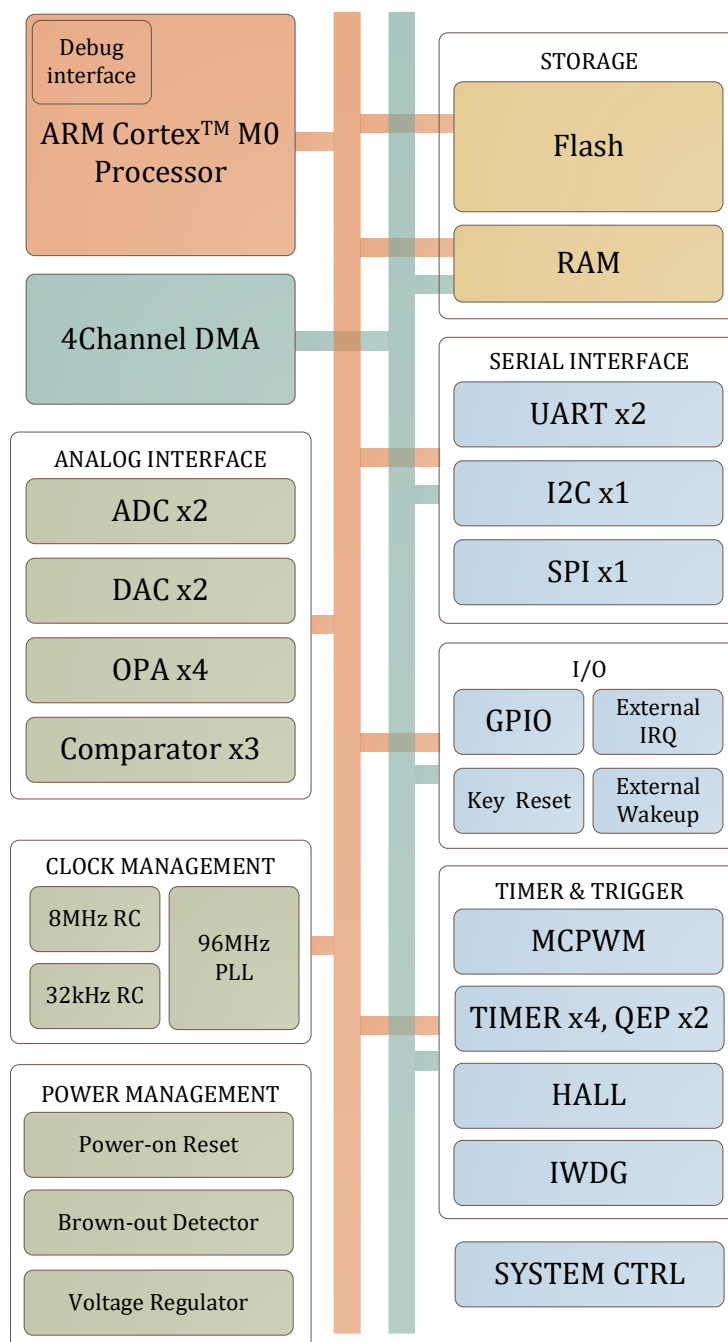 Debug
interface
ARM Cortex™ M0
Processor
4Channel DMA
ANALOG INTERFACE
ADC x2
DAC x2
OPA x4
Comparator x3
CLOCK MANAGEMENT
8MHz RC
32kHz RC
96MHz
PLL
POWER MANAGEMENT
Power-on Reset
Brown-out Detector
Voltage Regulator
STORAGE
Flash
RAM
SERIAL INTERFACE
UART x2
I2C x1
SPI x1
I/O
GPIO
External
IRQ
Key Reset
External
Wakeup
TIMER & TRIGGER
MCPWM
TIMER x4, QEP x2
HALL
IWDG
SYSTEM CTRL